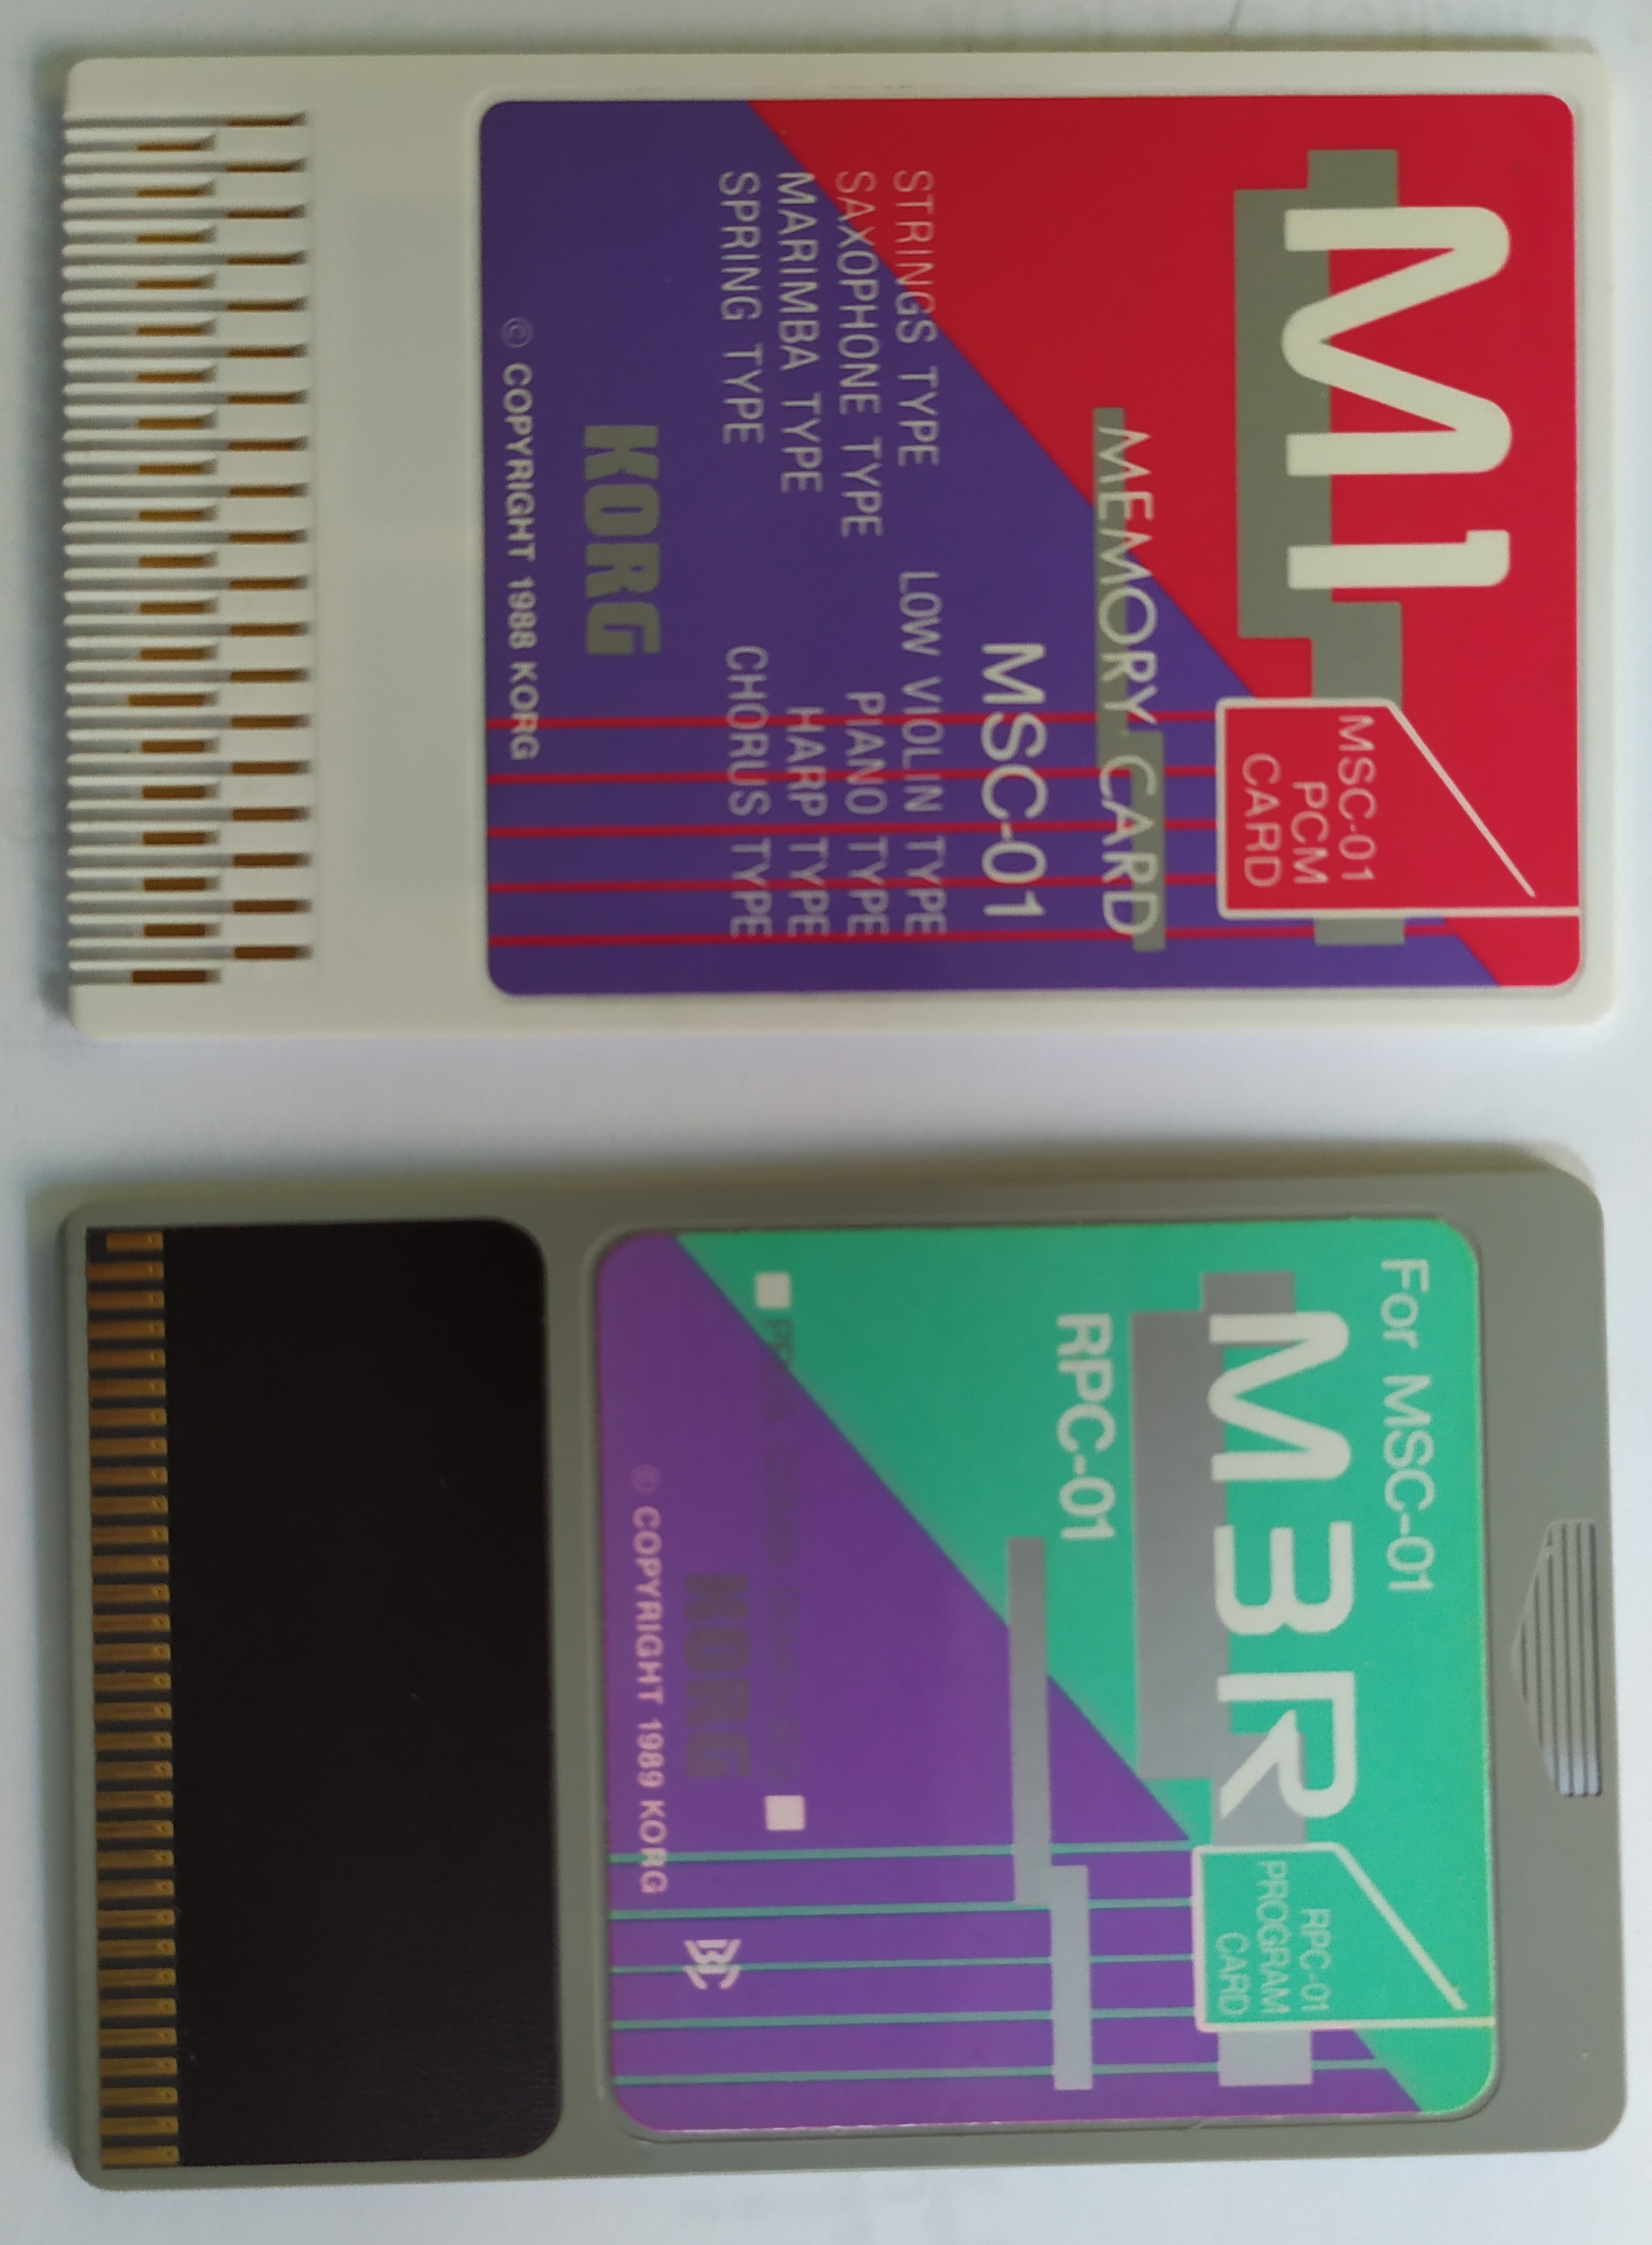 M1
MSC-01
PCM
CARD
MEMORY CARD
MSC-01
STRINGS TYPE LOW VIOLIN TYPE
SAXOPHONE TYPE PIANO TYPE
MARIMBA TYPE HARP TYPE
SPRING TYPE CHORUS TYPE
KORG
© COPYRIGHT 1988 KORG
For MSC-01
M3R
RPC-01
PROGRAM
CARD
RPC-01
KORG
© COPYRIGHT 1989 KORG